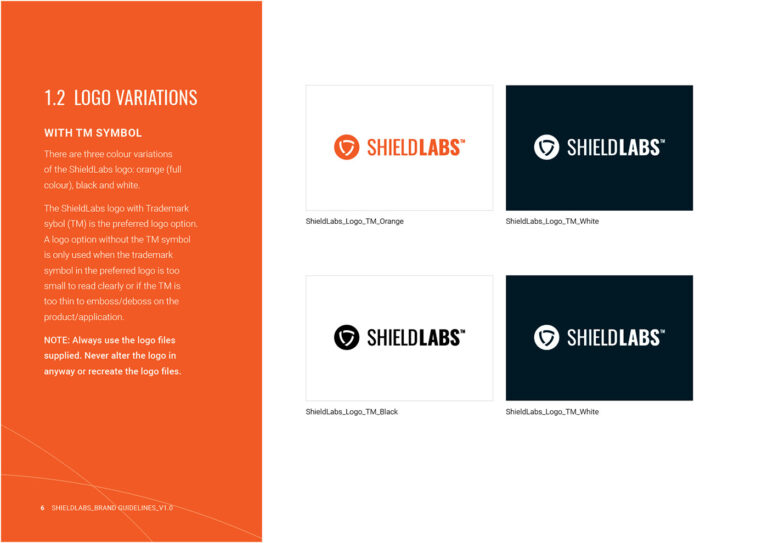 1.2 LOGO VARIATIONS
WITH TM SYMBOL
There are three colour variations
of the ShieldLabs logo: orange (full
colour), black and white.
The ShieldLabs logo with Trademark
sybol (TM) is the preferred logo option.
A logo option without the TM symbol
is only used when the trademark
symbol in the preferred logo is too
small to read clearly or if the TM is
too thin to emboss/deboss on the
product/application.
NOTE: Always use the logo files
supplied. Never alter the logo in
anyway or recreate the logo files.
6 SHIELDLABS_BRAND GUIDELINES_V1.0
SHIELDLABS™
ShieldLabs_Logo_TM_Orange
SHIELDLABS™
ShieldLabs_Logo_TM_White
SHIELDLABS™
ShieldLabs_Logo_TM_Black
SHIELDLABS™
ShieldLabs_Logo_TM_White